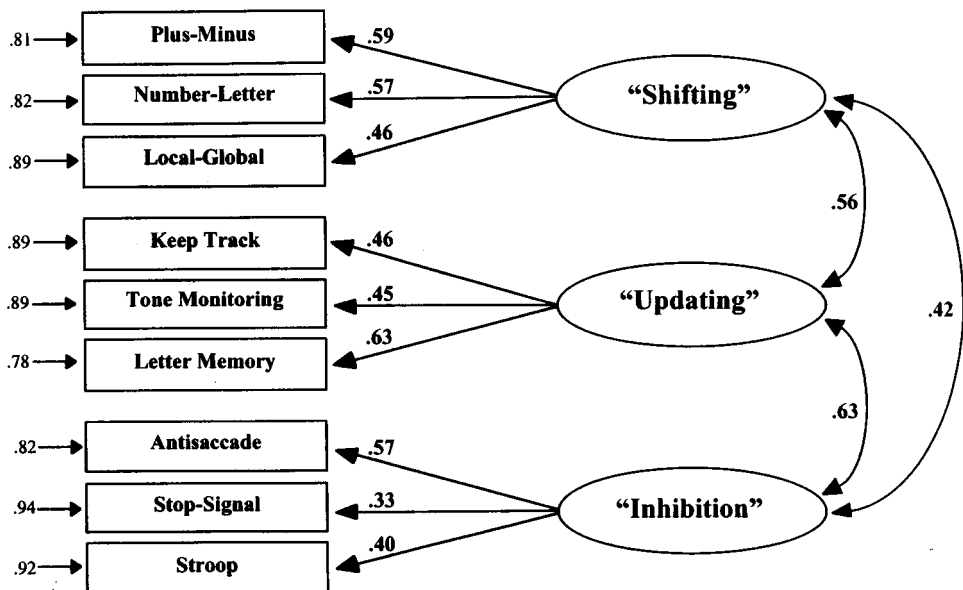 .81 Plus-Minus .59
.82 Number-Letter .57 “Shifting”
.89 Local-Global .46
.56
.89 Keep Track .46
.89 Tone Monitoring .45 “Updating” .42
.78 Letter Memory .63
.63
.82 Antisaccade .57
.94 Stop-Signal .33 “Inhibition”
.92 Stroop .40